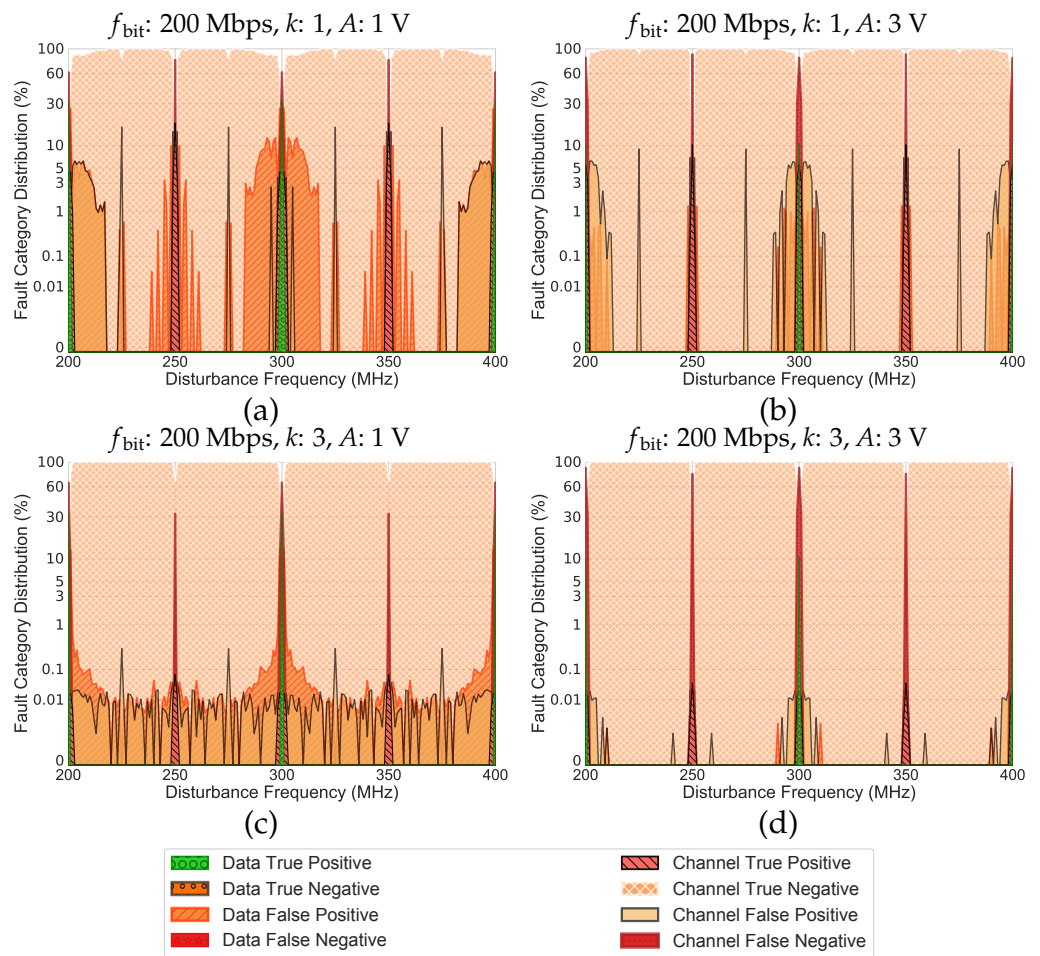 f_bit: 200 Mbps, k: 1, A: 1 V
f_bit: 200 Mbps, k: 1, A: 3 V
Fault Category Distribution (%)
100
60
30
10
5
3
1
0.1
0.01
0
200 250 300 350 400
Disturbance Frequency (MHz)
(a)
Fault Category Distribution (%)
100
60
30
10
5
3
1
0.1
0.01
0
200 250 300 350 400
Disturbance Frequency (MHz)
(b)
f_bit: 200 Mbps, k: 3, A: 1 V
f_bit: 200 Mbps, k: 3, A: 3 V
Fault Category Distribution (%)
100
60
30
10
5
3
1
0.1
0.01
0
200 250 300 350 400
Disturbance Frequency (MHz)
(c)
Fault Category Distribution (%)
100
60
30
10
5
3
1
0.1
0.01
0
200 250 300 350 400
Disturbance Frequency (MHz)
(d)
Data True Positive
Data True Negative
Data False Positive
Data False Negative
Channel True Positive
Channel True Negative
Channel False Positive
Channel False Negative